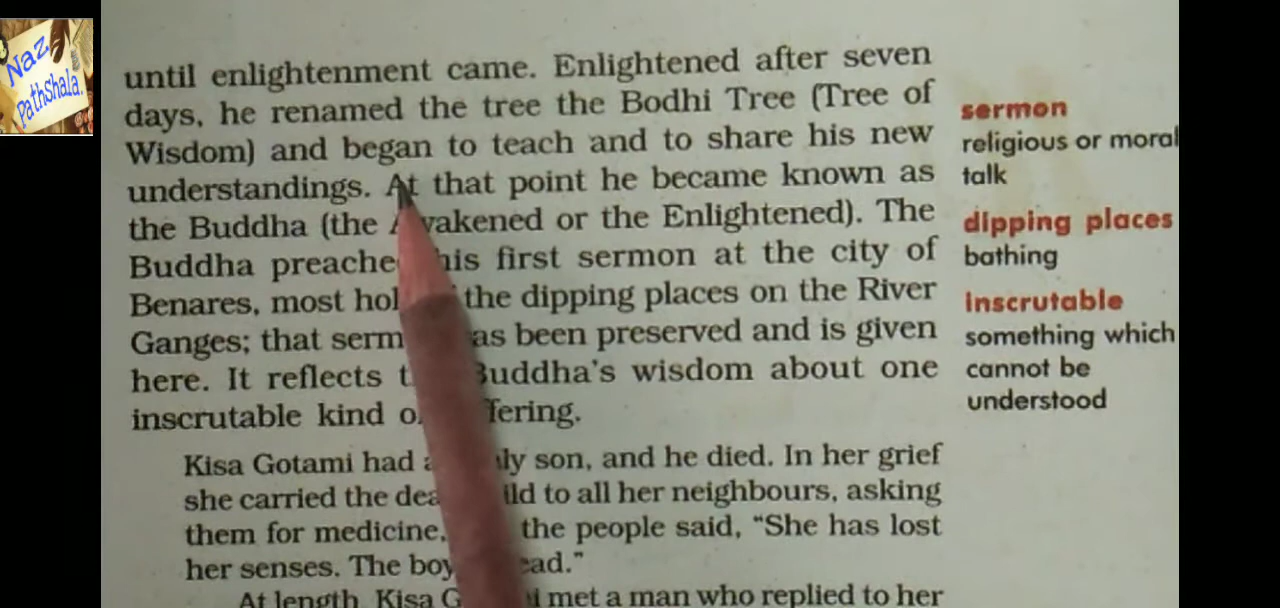 Naz
PathShala.
until enlightenment came. Enlightened after seven
days, he renamed the tree the Bodhi Tree (Tree of
Wisdom) and began to teach and to share his new
understandings. At that point he became known as
the Buddha (the Awakened or the Enlightened). The
Buddha preached his first sermon at the city of
Benares, most hol the dipping places on the River
Ganges; that serm as been preserved and is given
here. It reflects t Buddha's wisdom about one
inscrutable kind o fering.
Kisa Gotami had a ly son, and he died. In her grief
she carried the dea ild to all her neighbours, asking
them for medicine, the people said, “She has lost
her senses. The boy ead.”
At length, Kisa G i met a man who replied to her
sermon
religious or moral
talk
dipping places
bathing
inscrutable
something which
cannot be
understood